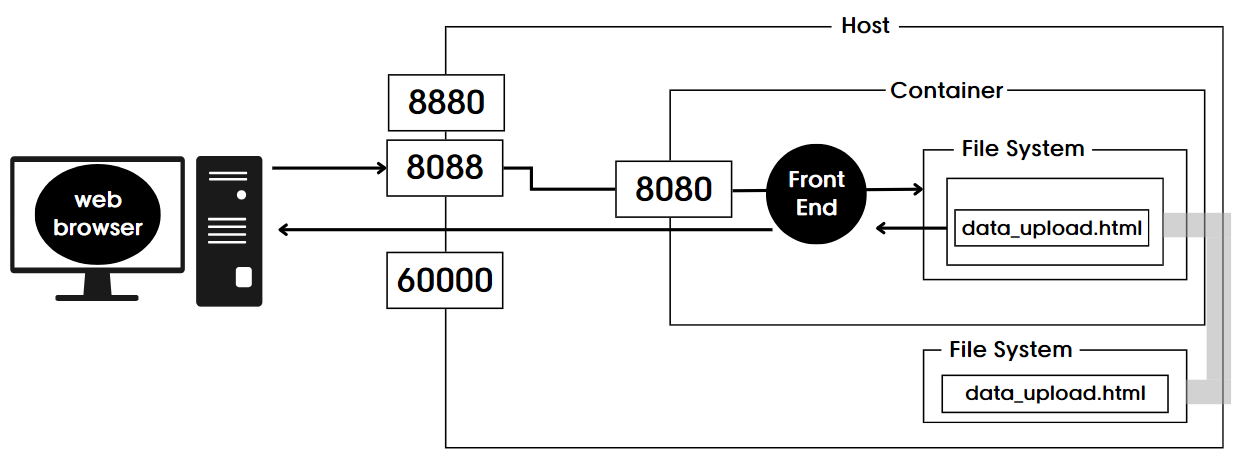 Host
8880
Container
8088
File System
web
browser
8080
Front
End
data_upload.html
60000
File System
data_upload.html